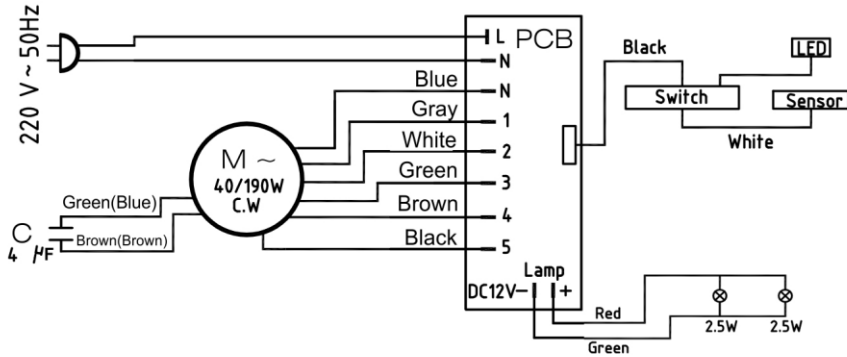 220 V ~ 50Hz
L
PCB
N
Blue
N
Gray
1
White
2
Green
3
Brown
4
Black
5
M ~
40/190W
C.W
Green(Blue)
Brown(Brown)
C
4 µF
Lamp
DC12V− +
Black
LED
Switch
Sensor
White
Red
Green
2.5W
2.5W